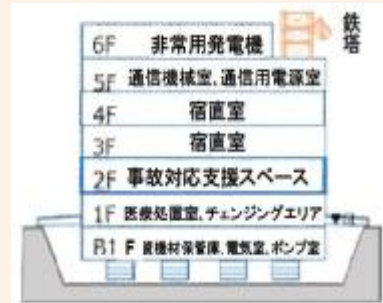 鉄塔
6F 非常用発電機
5F 通信機械室、通信用電源室
4F 宿直室
3F 宿直室
2F 事故対応支援スペース
1F 医療処置室、チェンジングエリア
B1F 資機材保管庫、電気室、ポンプ室